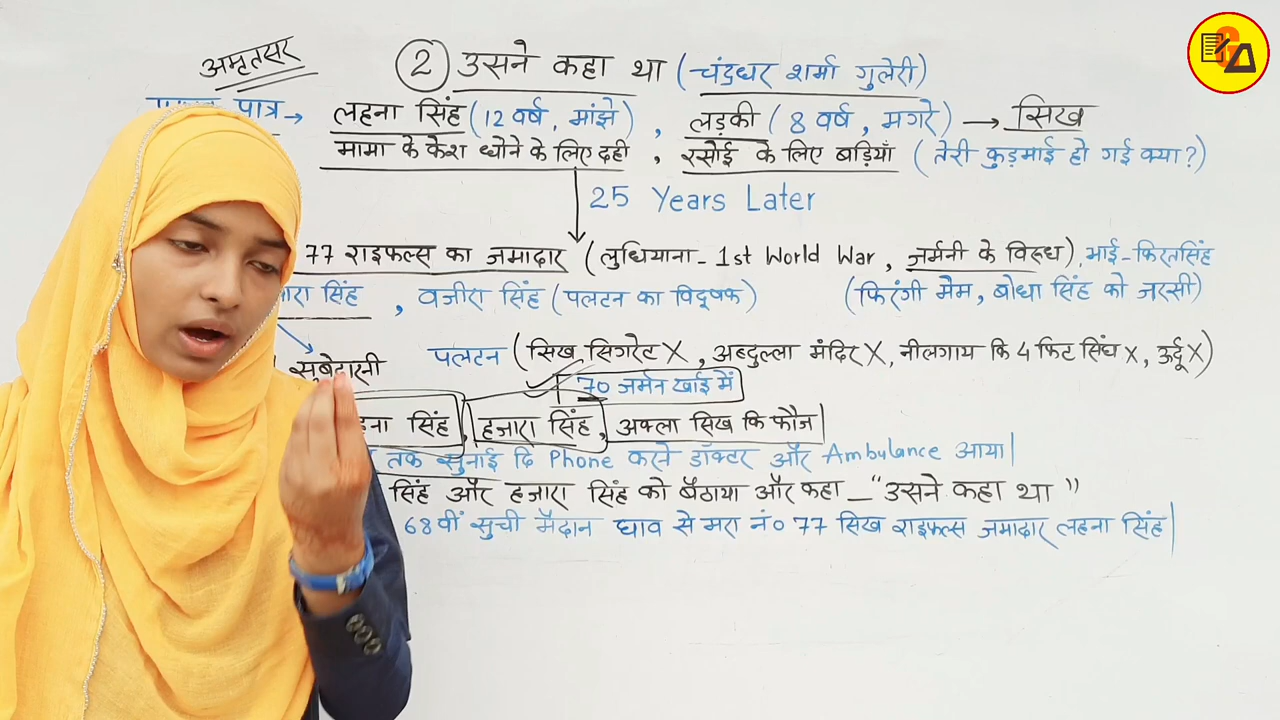 अमृतसर
② उसने कहा था (चंद्रधर शर्मा गुलेरी)
पात्र → लहना सिंह (12 वर्ष, मांझे), लड़की (8 वर्ष, मगरे) → सिख
मामा के केश धोने के लिए दही, रसोई के लिए बड़ियाँ (तेरी कुड़माई हो गई क्या?)
25 Years Later
77 राइफल्स का जमादार (लुधियाना - 1st World War, जर्मनी के विरुध), भाई-किरतसिंह
सिंह, वजीरा सिंह (पलटन का विदूषक) (फिरंगी मेम, बोधा सिंह को जरसी)
सुबेदारनी पलटन (सिख सिगरेट X, अब्दुल्ला मंदिर X, नीलगाय कि 4 फिट सिंघ X, उर्दू X)
70 जर्मन खाई में
सिंह, हजारा सिंह, अकला सिख कि फौज|
तक सुनाई दि Phone करने डॉक्टर और Ambulance आया|
सिंह और हजारा सिंह को बैठाया और कहा - "उसने कहा था"
68वीं सुची मैदान घाव से मरा नं० 77 सिख राइफल्स जमादार लहना सिंह|